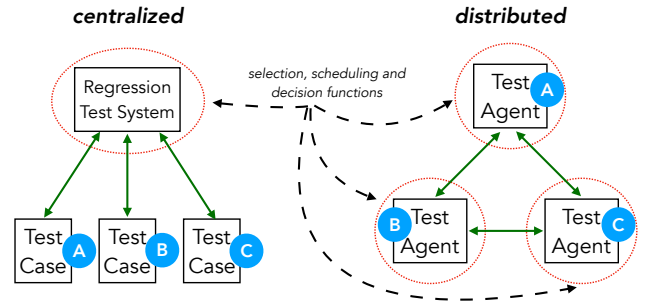 centralized
Regression
Test System
Test
Case
A
Test
Case
B
Test
Case
C
selection, scheduling and
decision functions
distributed
Test
Agent
A
Test
Agent
B
Test
Agent
C